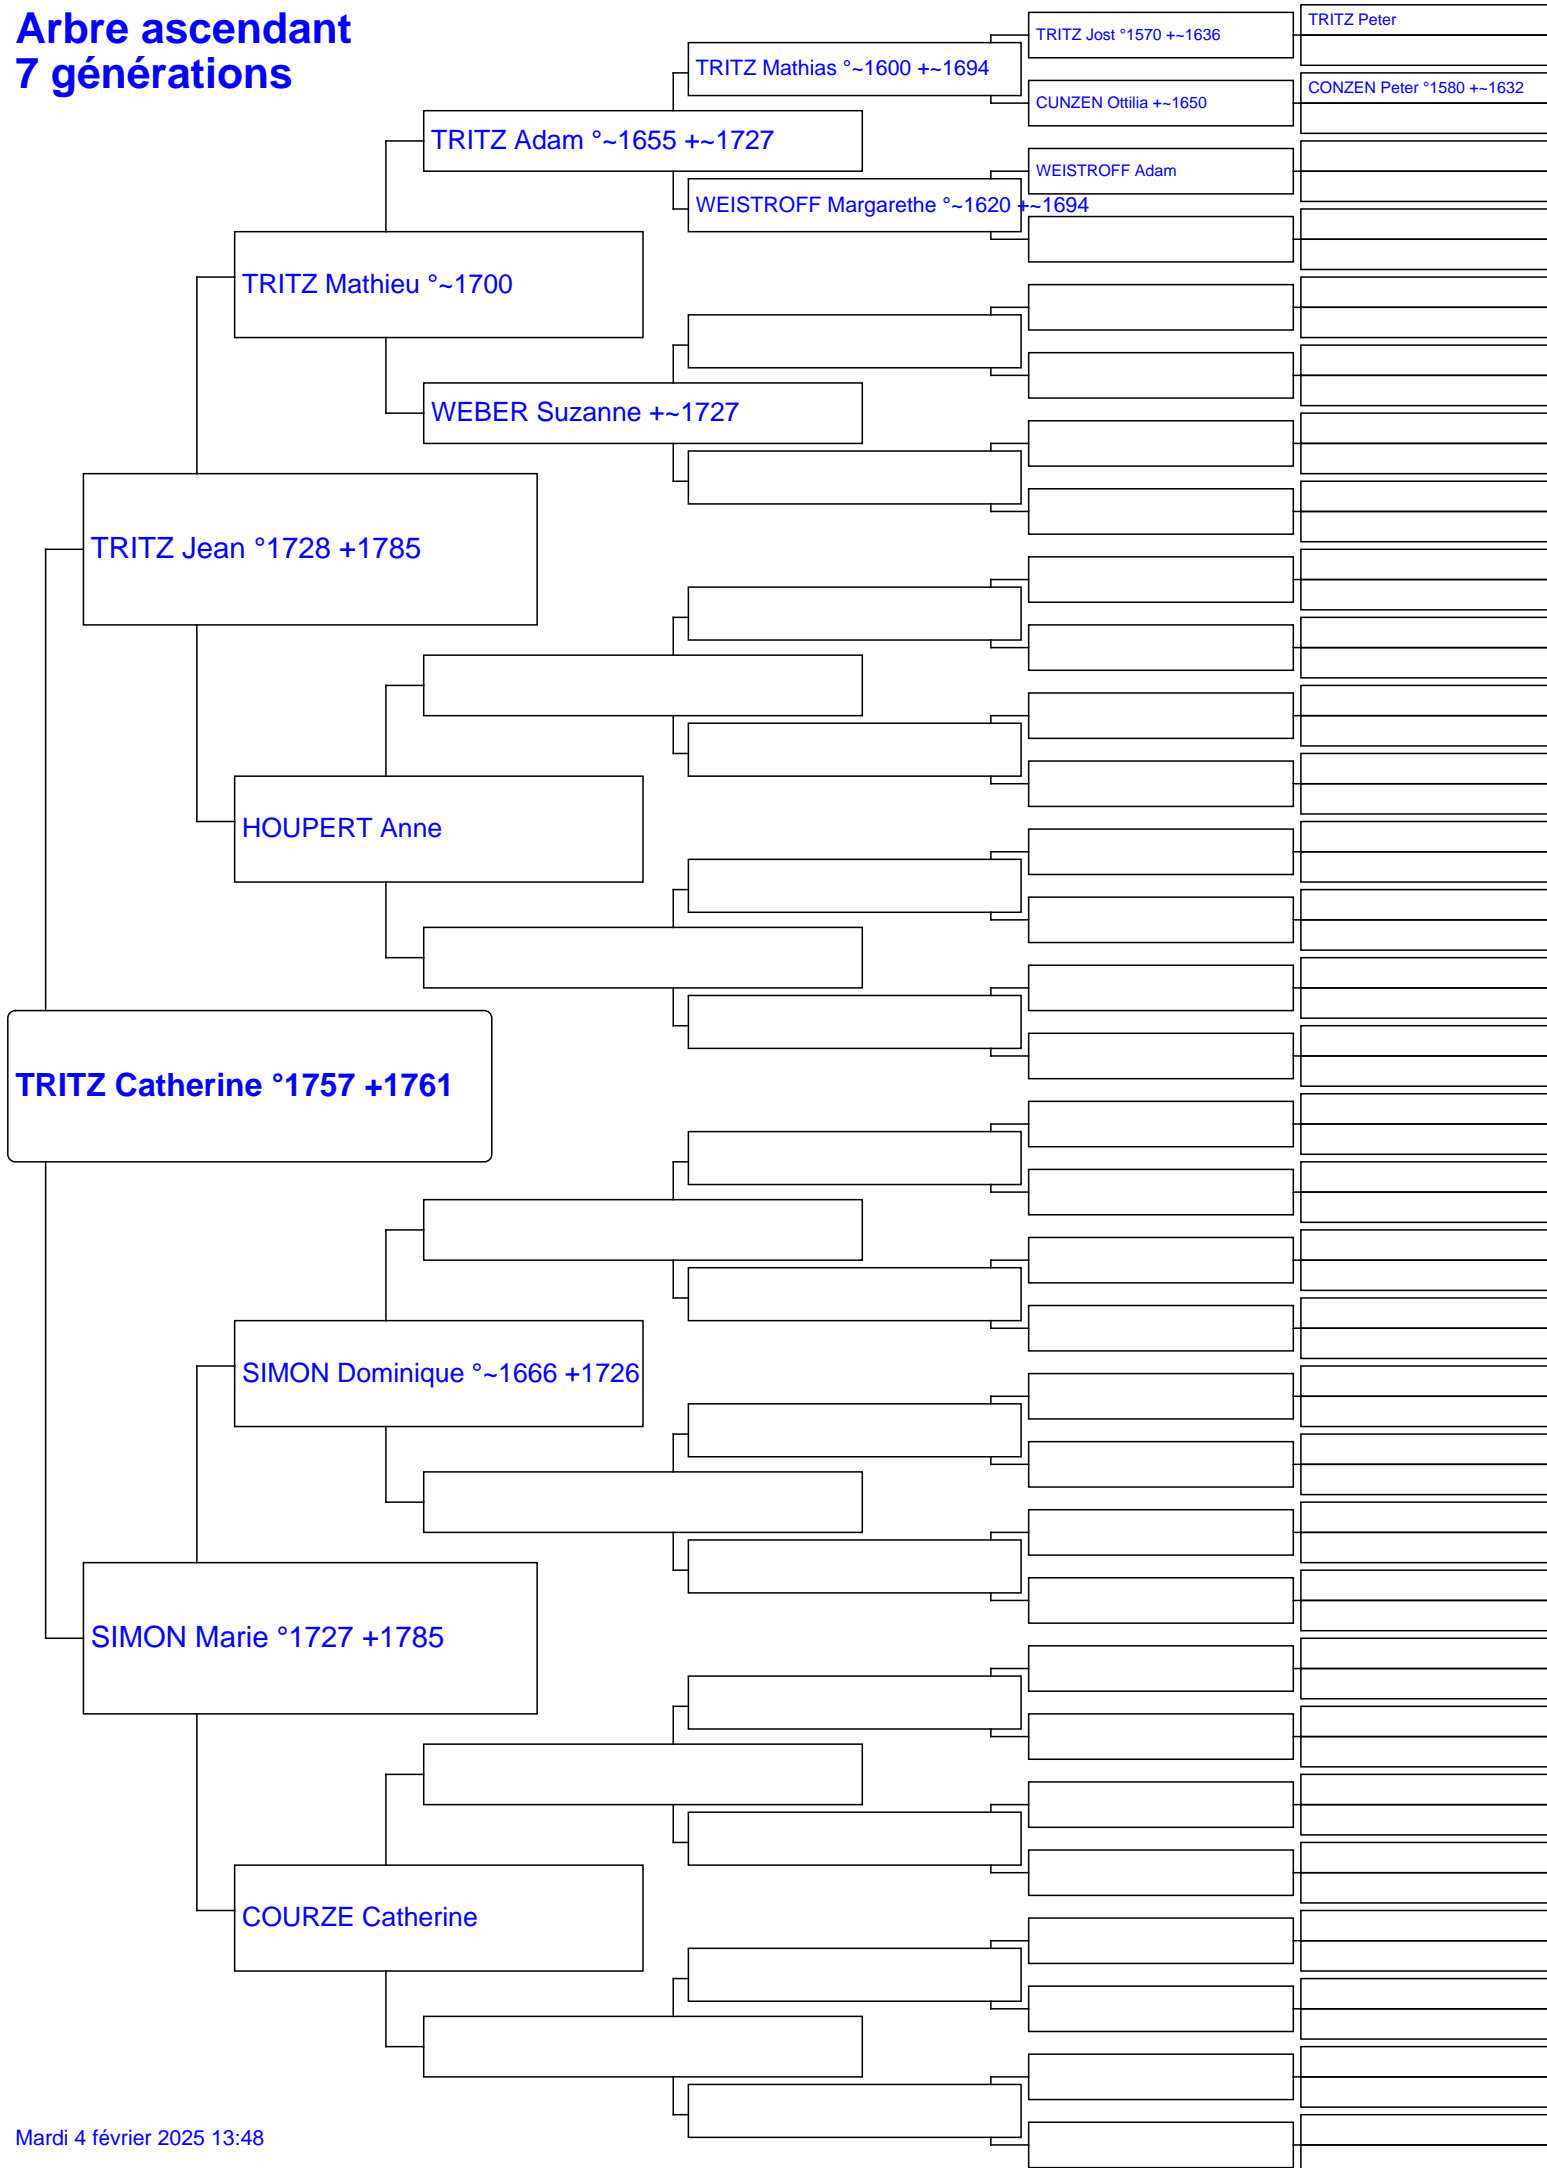 Arbre ascendant
7 générations
TRITZ Peter
TRITZ Jost °1570 +~1636
TRITZ Mathias °~1600 +~1694
CONZEN Peter °1580 +~1632
CUNZEN Ottilia +~1650
TRITZ Adam °~1655 +~1727
WEISTROFF Adam
WEISTROFF Margarethe °~1620 +~1694
TRITZ Mathieu °~1700
WEBER Suzanne +~1727
TRITZ Jean °1728 +1785
HOUPERT Anne
TRITZ Catherine °1757 +1761
SIMON Dominique °~1666 +1726
SIMON Marie °1727 +1785
COURZE Catherine
Mardi 4 février 2025 13:48